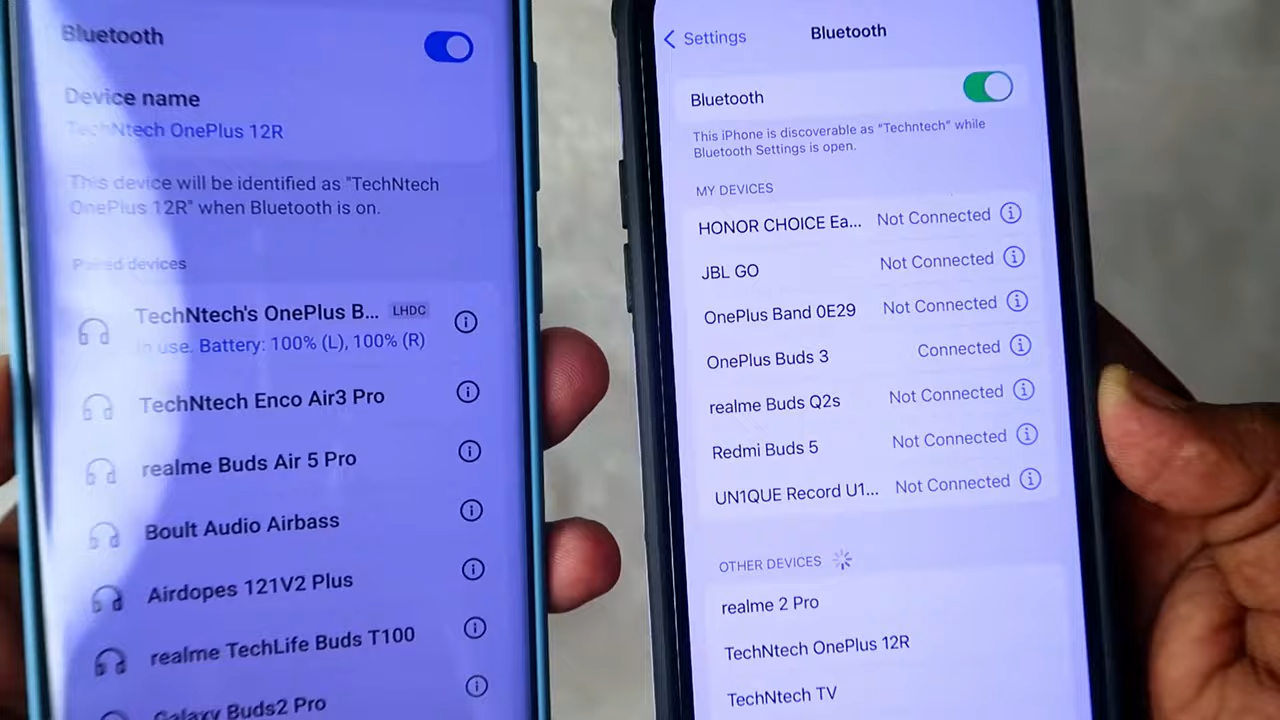 Bluetooth
Device name
TechNtech OnePlus 12R
This device will be identified as "TechNtech
OnePlus 12R" when Bluetooth is on.
Paired devices
TechNtech's OnePlus B... LHDC
In use. Battery: 100% (L), 100% (R)
TechNtech Enco Air3 Pro
realme Buds Air 5 Pro
Boult Audio Airbass
Airdopes 121V2 Plus
realme TechLife Buds T100
Galaxy Buds2 Pro
Settings
Bluetooth
Bluetooth
This iPhone is discoverable as "Techntech" while
Bluetooth Settings is open.
MY DEVICES
HONOR CHOICE Ea... Not Connected
JBL GO Not Connected
OnePlus Band 0E29 Not Connected
OnePlus Buds 3 Connected
realme Buds Q2s Not Connected
Redmi Buds 5 Not Connected
UN1QUE Record U1... Not Connected
OTHER DEVICES
realme 2 Pro
TechNtech OnePlus 12R
TechNtech TV